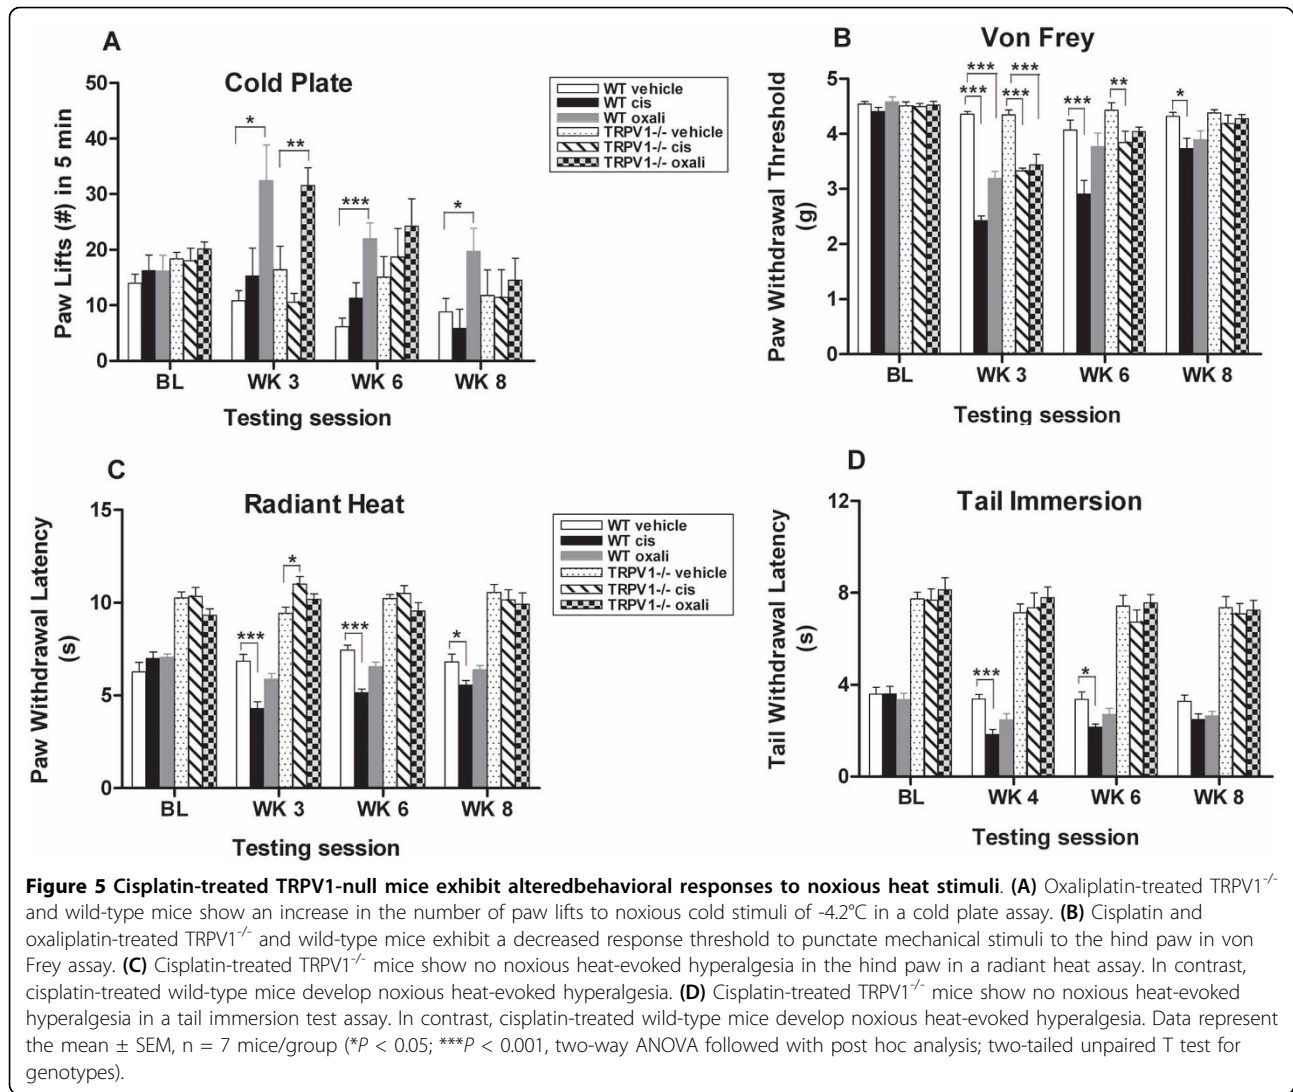 A
Cold Plate
Paw Lifts (#) in 5 min
50
40
30
20
10
0
*
**
***
*
BL WK 3 WK 6 WK 8
Testing session
WT vehicle
WT cis
WT oxali
TRPV1-/- vehicle
TRPV1-/- cis
TRPV1-/- oxali
B
Von Frey
Paw Withdrawal Threshold
(g)
5
4
3
2
1
0
*** ***
*** ***
*** **
*
BL WK 3 WK 6 WK 8
Testing session
C
Radiant Heat
Paw Withdrawal Latency
(s)
15
10
5
0
*** *
***
*
BL WK 3 WK 6 WK 8
Testing session
WT vehicle
WT cis
WT oxali
TRPV1-/- vehicle
TRPV1-/- cis
TRPV1-/- oxali
D
Tail Immersion
Tail Withdrawal Latency
(s)
12
8
4
0
***
*
BL WK 4 WK 6 WK 8
Testing session
Figure 5 Cisplatin-treated TRPV1-null mice exhibit alteredbehavioral responses to noxious heat stimuli. (A) Oxaliplatin-treated TRPV1-/-
and wild-type mice show an increase in the number of paw lifts to noxious cold stimuli of -4.2°C in a cold plate assay. (B) Cisplatin and
oxaliplatin-treated TRPV1-/- and wild-type mice exhibit a decreased response threshold to punctate mechanical stimuli to the hind paw in von
Frey assay. (C) Cisplatin-treated TRPV1-/- mice show no noxious heat-evoked hyperalgesia in the hind paw in a radiant heat assay. In contrast,
cisplatin-treated wild-type mice develop noxious heat-evoked hyperalgesia. (D) Cisplatin-treated TRPV1-/- mice show no noxious heat-evoked
hyperalgesia in a tail immersion test assay. In contrast, cisplatin-treated wild-type mice develop noxious heat-evoked hyperalgesia. Data represent
the mean ± SEM, n = 7 mice/group (*P < 0.05; ***P < 0.001, two-way ANOVA followed with post hoc analysis; two-tailed unpaired T test for
genotypes).